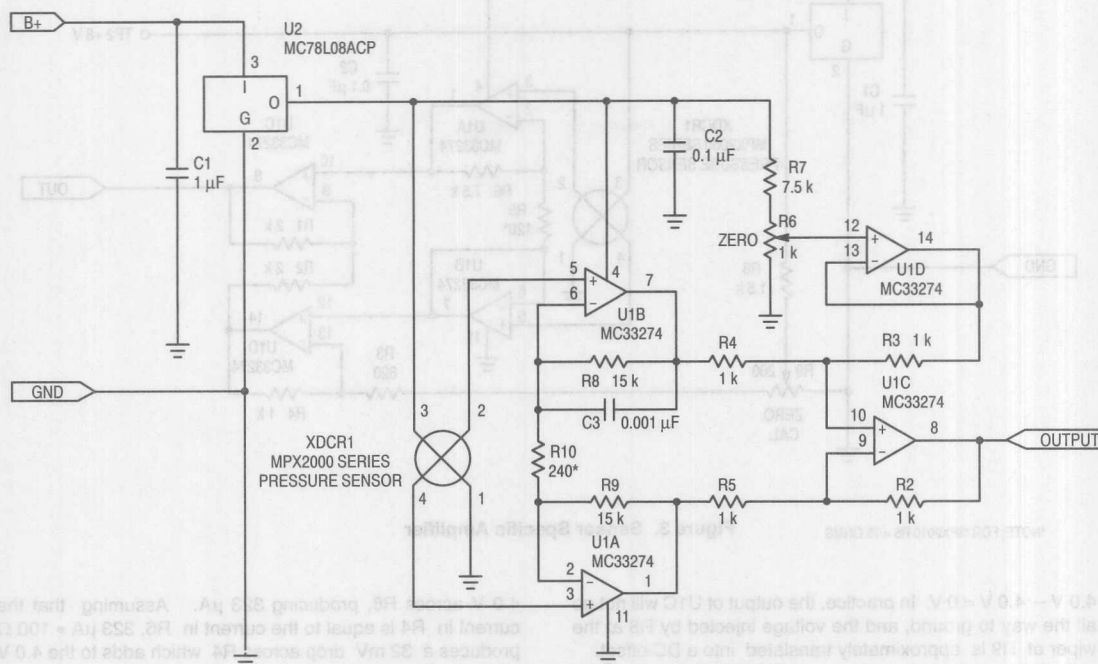 B+
U2
MC78L08ACP
3
I
O
1
G
2
C1
1 µF
C2
0.1 µF
R7
7.5 k
R6
ZERO
1 k
12
13
14
U1D
MC33274
5
6
4
7
U1B
MC33274
R3 1 k
R4
1 k
R8
15 k
U1C
MC33274
GND
C3
0.001 µF
10
9
8
OUTPUT
3
2
XDCR1
MPX2000 SERIES
PRESSURE SENSOR
4
1
R10
240*
R9
15 k
R5
1 k
R2
1 k
U1A
MC33274
2
3
1
11